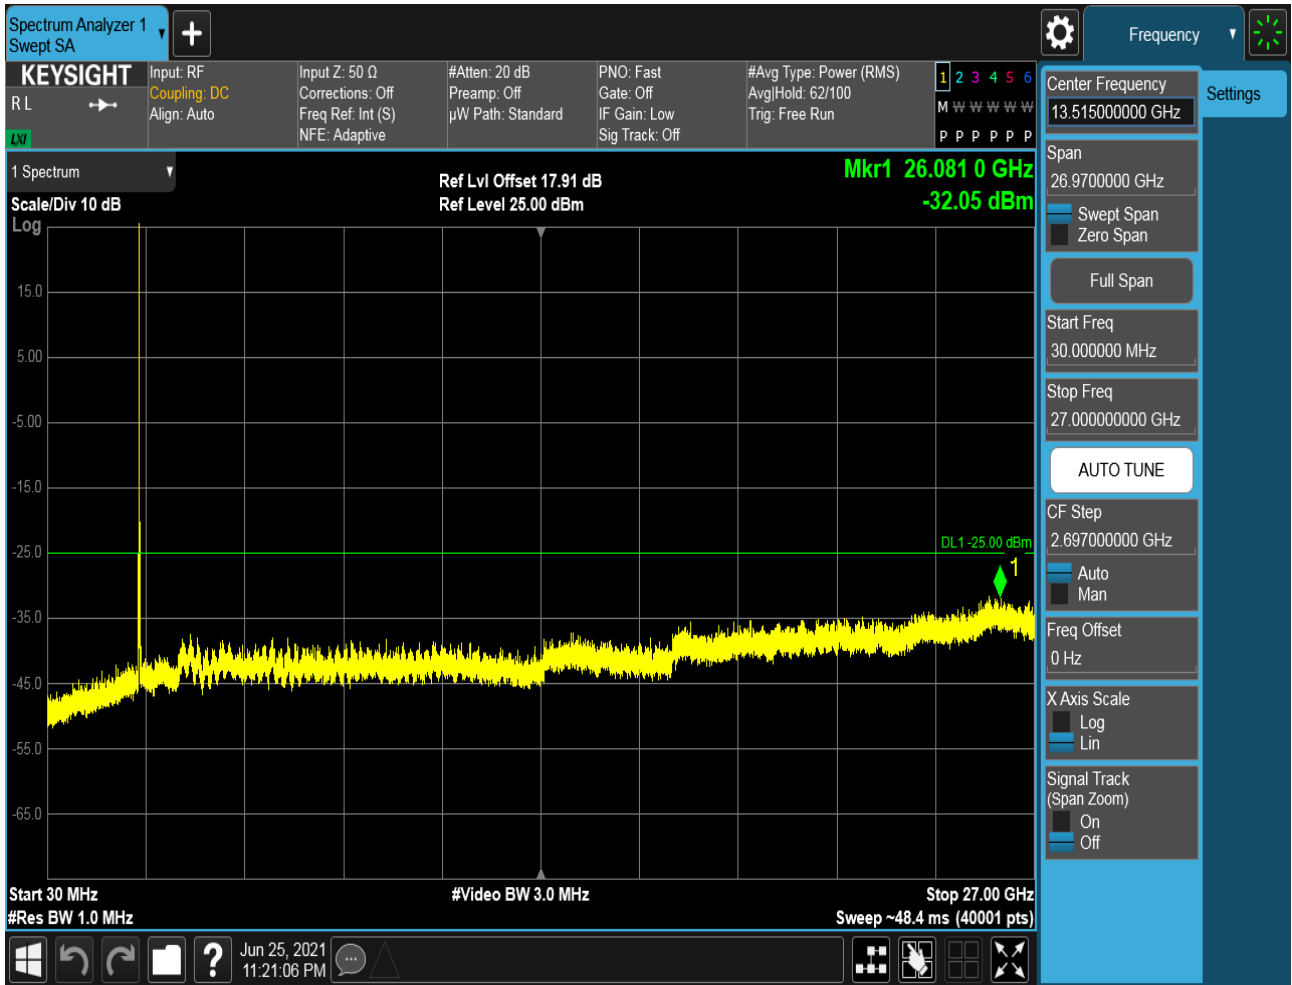 Spectrum Analyzer 1
Swept SA
Frequency
KEYSIGHT
R L
LXI
Input: RF
Coupling: DC
Align: Auto
Input Z: 50 Ω
Corrections: Off
Freq Ref: Int (S)
NFE: Adaptive
#Atten: 20 dB
Preamp: Off
µW Path: Standard
PNO: Fast
Gate: Off
IF Gain: Low
Sig Track: Off
#Avg Type: Power (RMS)
Avg|Hold: 62/100
Trig: Free Run
1 2 3 4 5 6
M W W W W W
P P P P P P
1 Spectrum
Scale/Div 10 dB
Log
Ref Lvl Offset 17.91 dB
Ref Level 25.00 dBm
Mkr1 26.081 0 GHz
-32.05 dBm
15.0
5.00
-5.00
-15.0
-25.0
-35.0
-45.0
-55.0
-65.0
DL1 -25.00 dBm
1
Start 30 MHz
#Res BW 1.0 MHz
#Video BW 3.0 MHz
Stop 27.00 GHz
Sweep ~48.4 ms (40001 pts)
Center Frequency
13.515000000 GHz
Settings
Span
26.9700000 GHz
Swept Span
Zero Span
Full Span
Start Freq
30.000000 MHz
Stop Freq
27.000000000 GHz
AUTO TUNE
CF Step
2.697000000 GHz
Auto
Man
Freq Offset
0 Hz
X Axis Scale
Log
Lin
Signal Track
(Span Zoom)
On
Off
?
Jun 25, 2021
11:21:06 PM